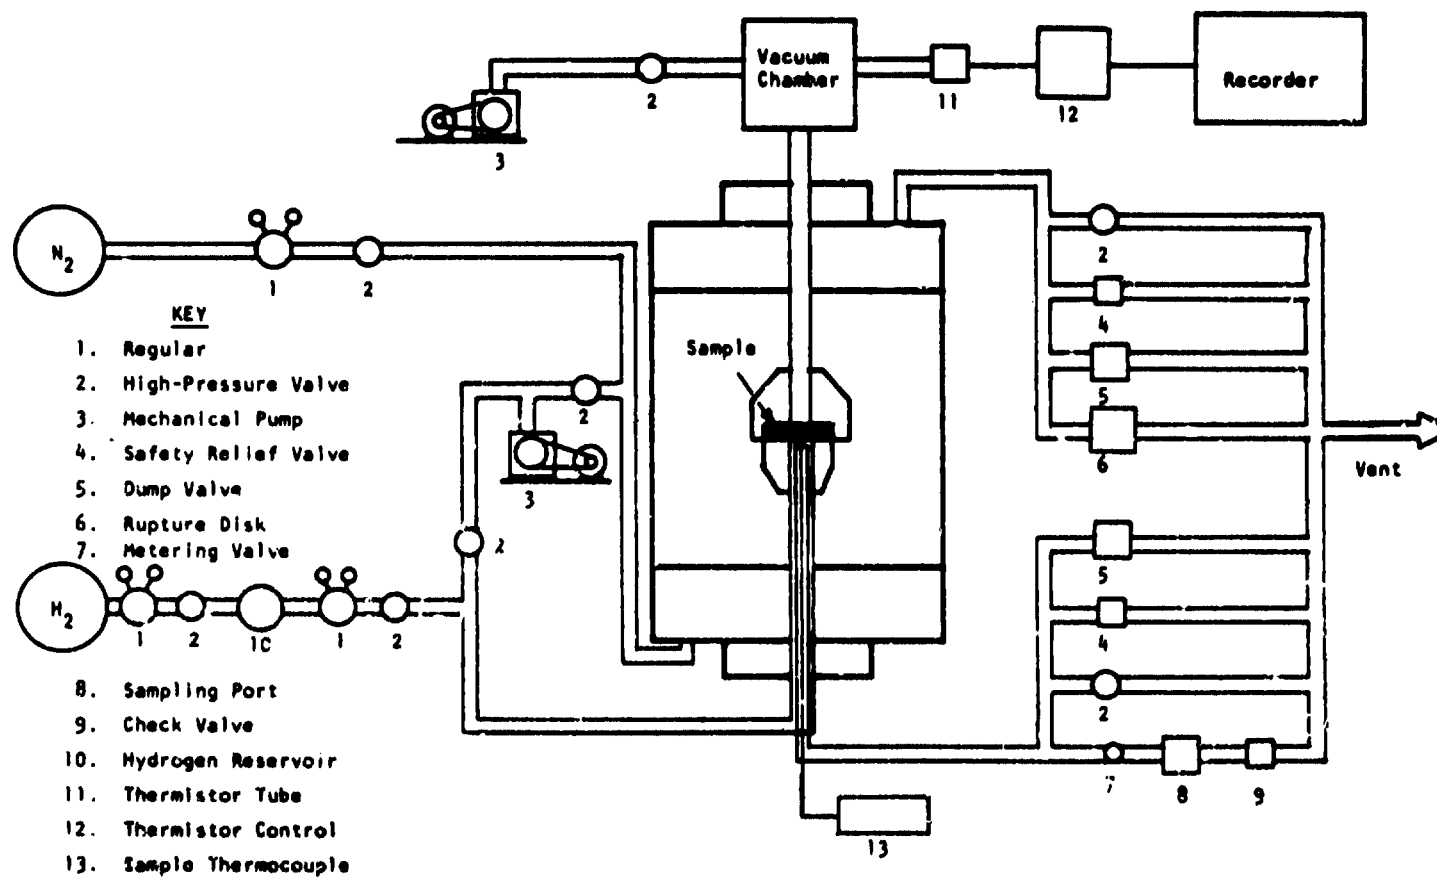 Vacuum
Chamber
Recorder
2
11
12
3
N2
1
2
2
4
5
6
Vent
KEY
1. Regular
2. High-Pressure Valve
3. Mechanical Pump
4. Safety Relief Valve
5. Dump Valve
6. Rupture Disk
7. Metering Valve
Sample
2
3
2
H2
1
2
1C
1
2
5
4
2
7
8
9
13
8. Sampling Port
9. Check Valve
10. Hydrogen Reservoir
11. Thermistor Tube
12. Thermistor Control
13. Sample Thermocouple